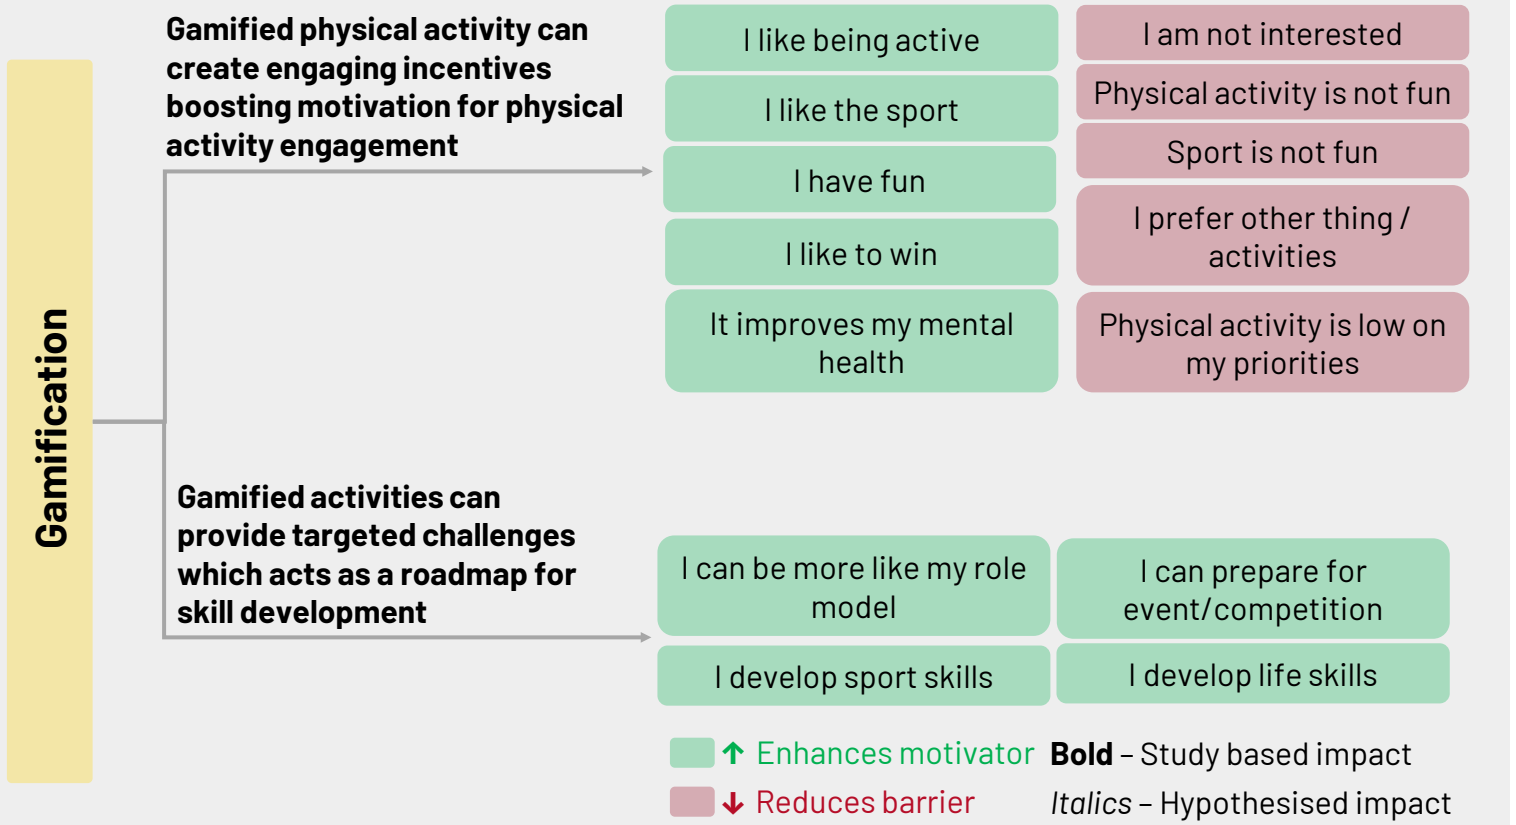 Gamification
Gamified physical activity can
create engaging incentives
boosting motivation for physical
activity engagement
I like being active
I like the sport
I have fun
I like to win
It improves my mental
health
I am not interested
Physical activity is not fun
Sport is not fun
I prefer other thing /
activities
Physical activity is low on
my priorities
Gamified activities can
provide targeted challenges
which acts as a roadmap for
skill development
I can be more like my role
model
I develop sport skills
I can prepare for
event/competition
I develop life skills
↑ Enhances motivator
↓ Reduces barrier
Bold – Study based impact
Italics – Hypothesised impact